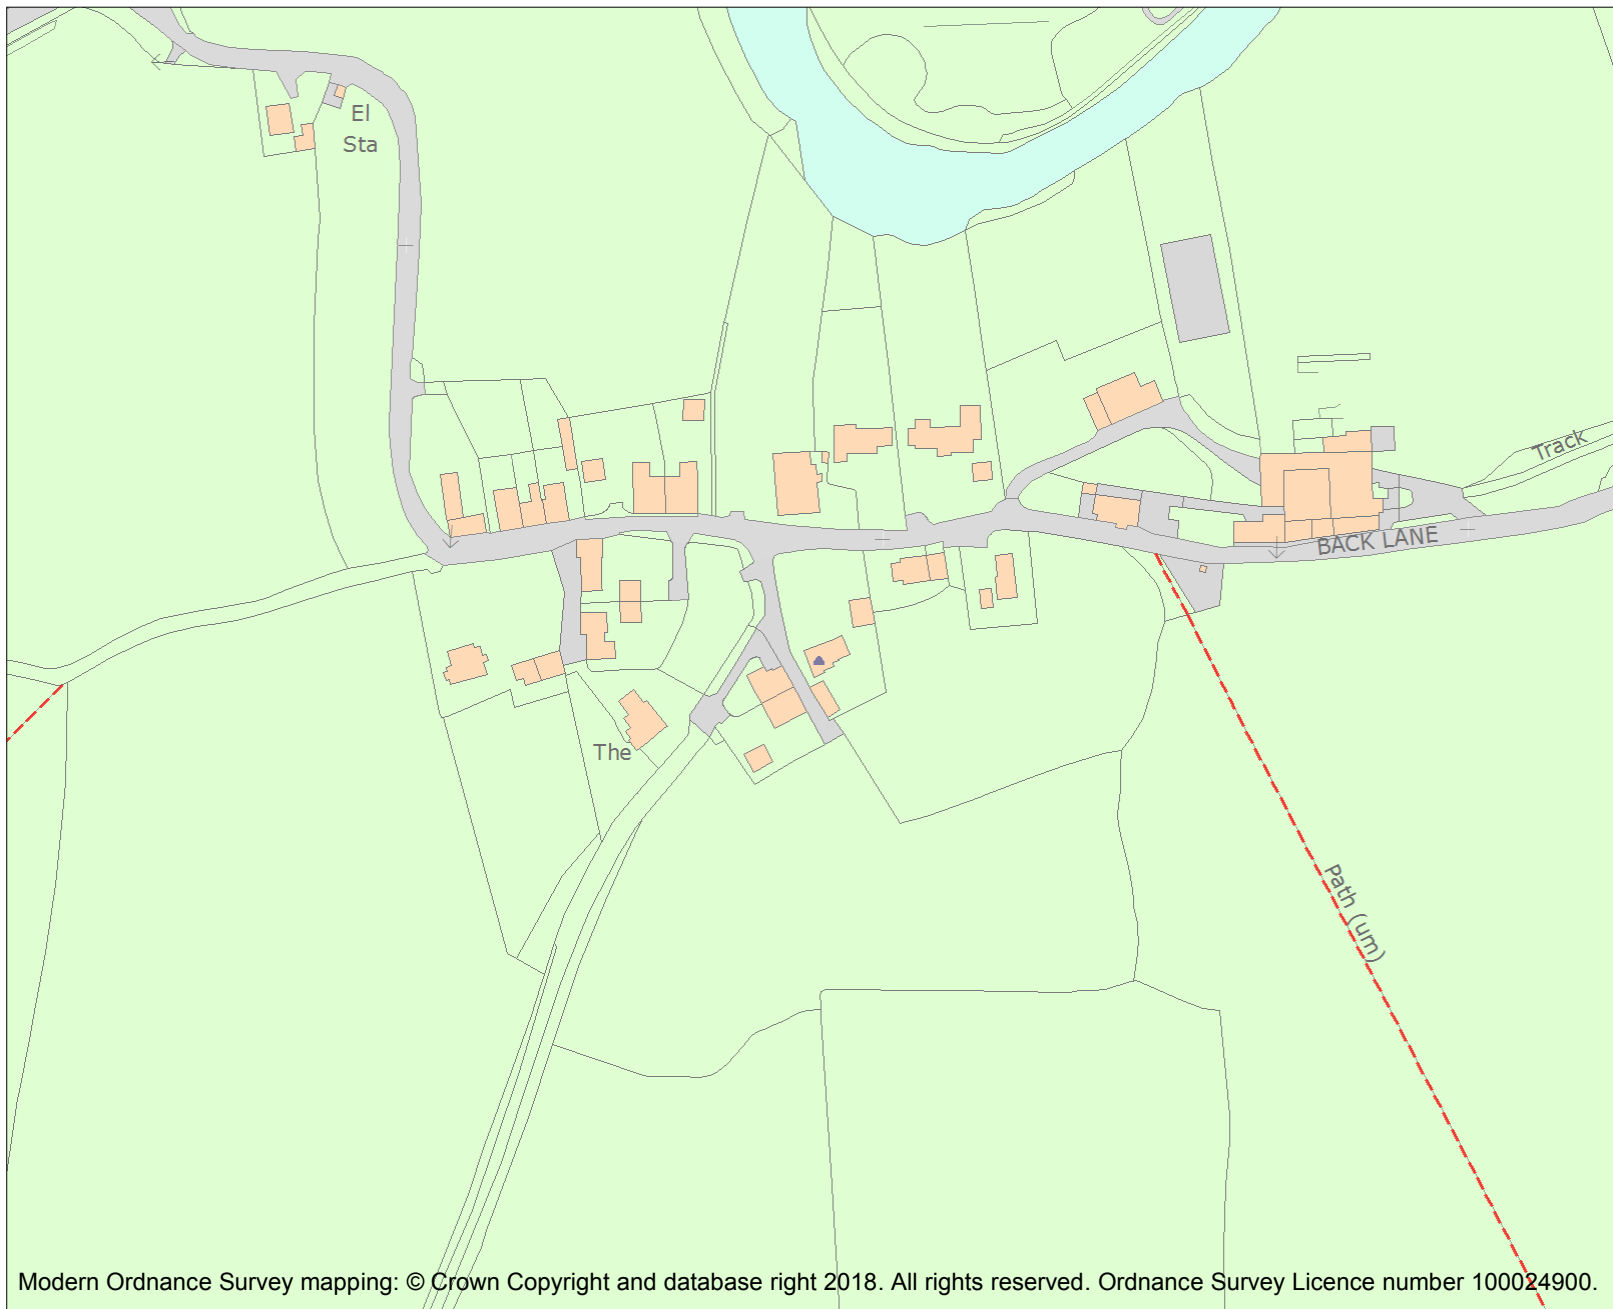 El
Sta
Track
BACK LANE
The
Path (um)
Modern Ordnance Survey mapping: © Crown Copyright and database right 2018. All rights reserved. Ordnance Survey Licence number 100024900.